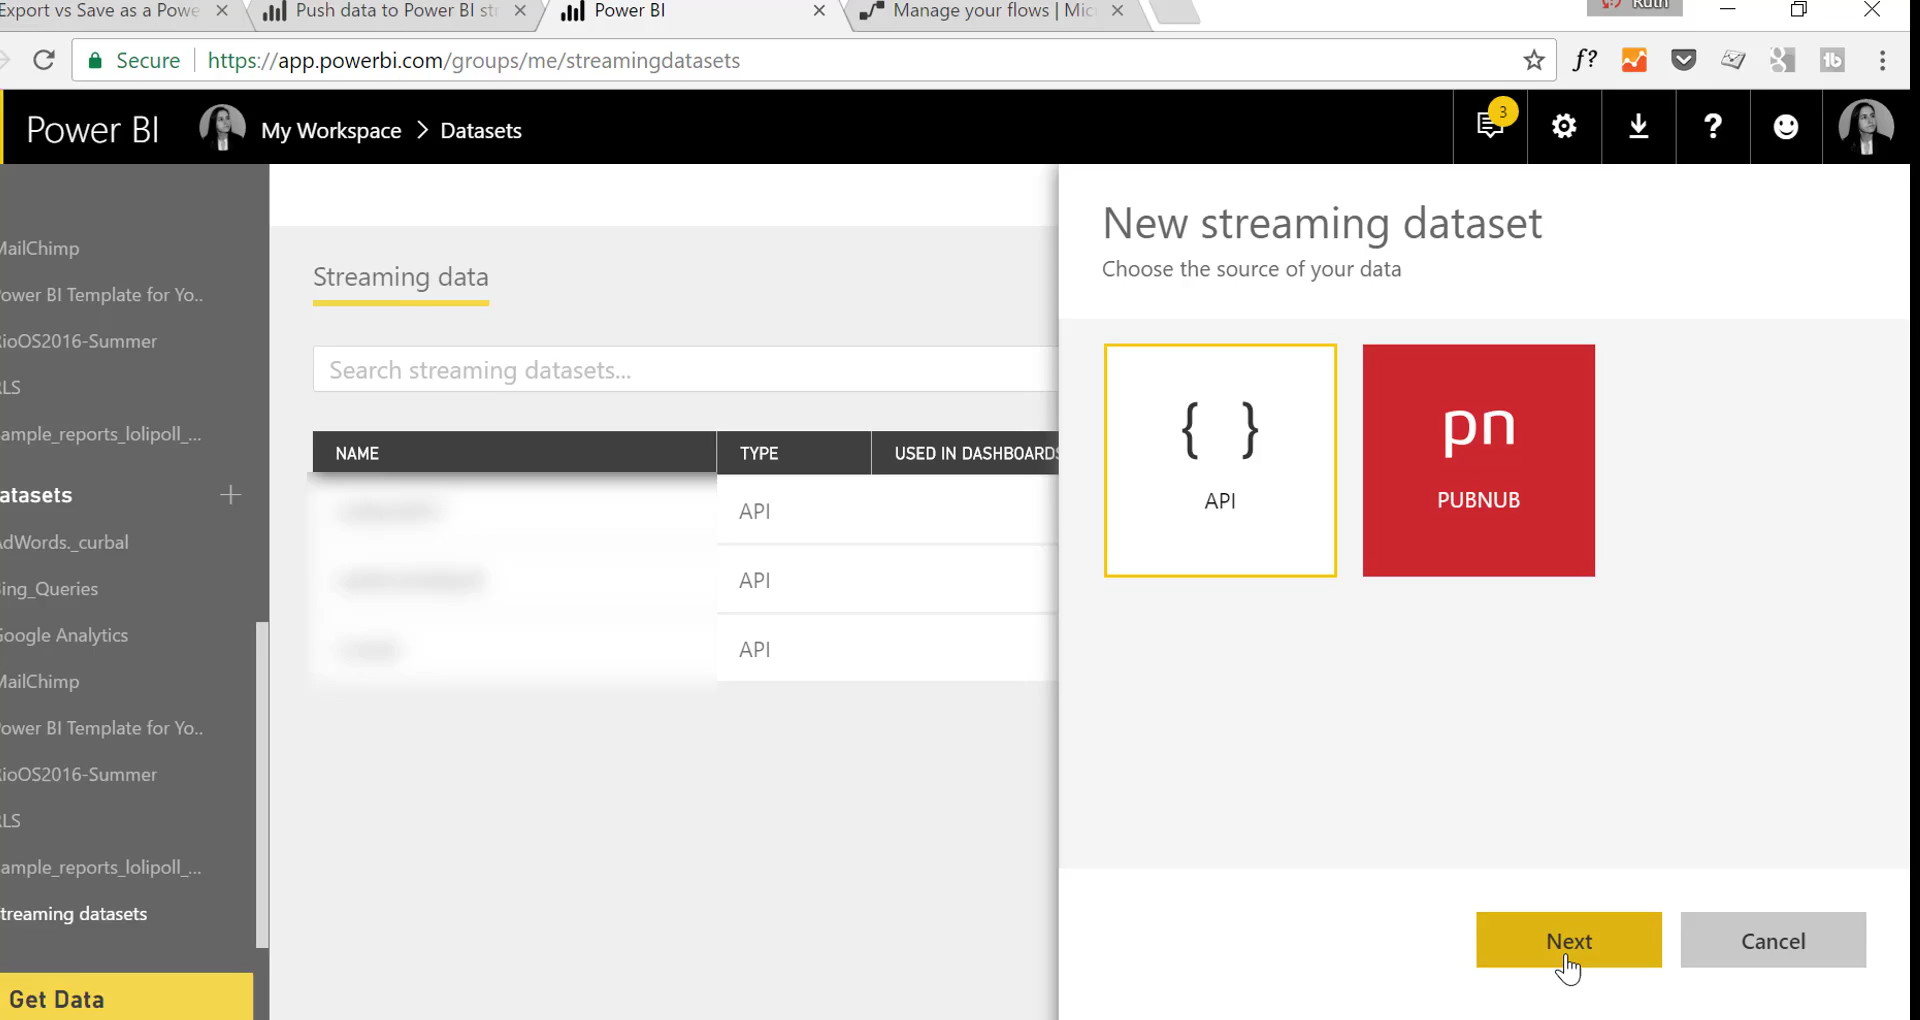 Export vs Save as a Powe
Push data to Power BI st
Power BI
Manage your flows | Mic
Ruth
Secure
https://app.powerbi.com/groups/me/streamingdatasets
f?
Power BI
My Workspace > Datasets
3
?
MailChimp
ower BI Template for Yo..
ioOS2016-Summer
LS
ample_reports_lolipoll_...
atasets
AdWords._curbal
ing_Queries
Google Analytics
MailChimp
ower BI Template for Yo..
ioOS2016-Summer
LS
ample_reports_lolipoll_...
treaming datasets
Get Data
Streaming data
Search streaming datasets...
NAME
TYPE
USED IN DASHBOARDS
API
API
API
New streaming dataset
Choose the source of your data
{ }
API
pn
PUBNUB
Next
Cancel